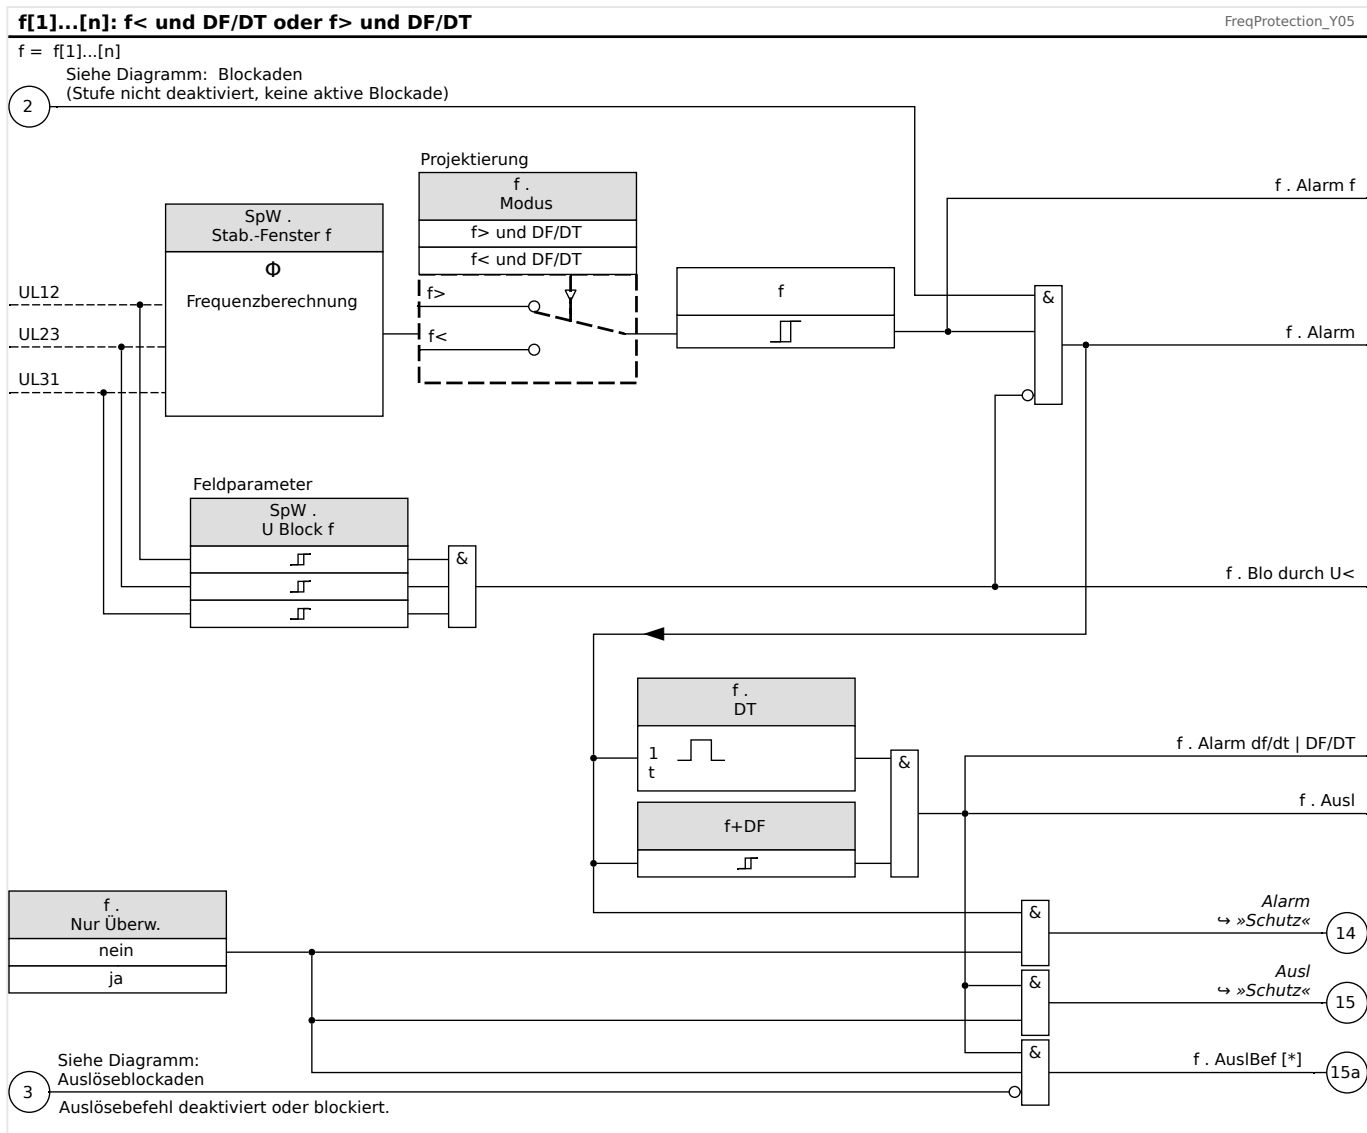 f[1]...[n]: f< und DF/DT oder f> und DF/DT
FreqProtection_Y05
f = f[1]...[n]
Siehe Diagramm: Blockaden
(Stufe nicht deaktiviert, keine aktive Blockade)
2
Projektierung
f .
Modus
f> und DF/DT
f< und DF/DT
f . Alarm f
SpW .
Stab.-Fenster f
Φ
Frequenzberechnung
UL12
UL23
UL31
f>
f<
f
&
f . Alarm
Feldparameter
SpW .
U Block f
&
f . Blo durch U<
f .
DT
1
t
&
f . Alarm df/dt | DF/DT
f . Ausl
f+DF
f .
Nur Überw.
nein
ja
&
Alarm
↪ »Schutz«
14
&
Ausl
↪ »Schutz«
15
Siehe Diagramm:
Auslöseblockaden
3
Auslösebefehl deaktiviert oder blockiert.
&
f . AuslBef [*]
15a